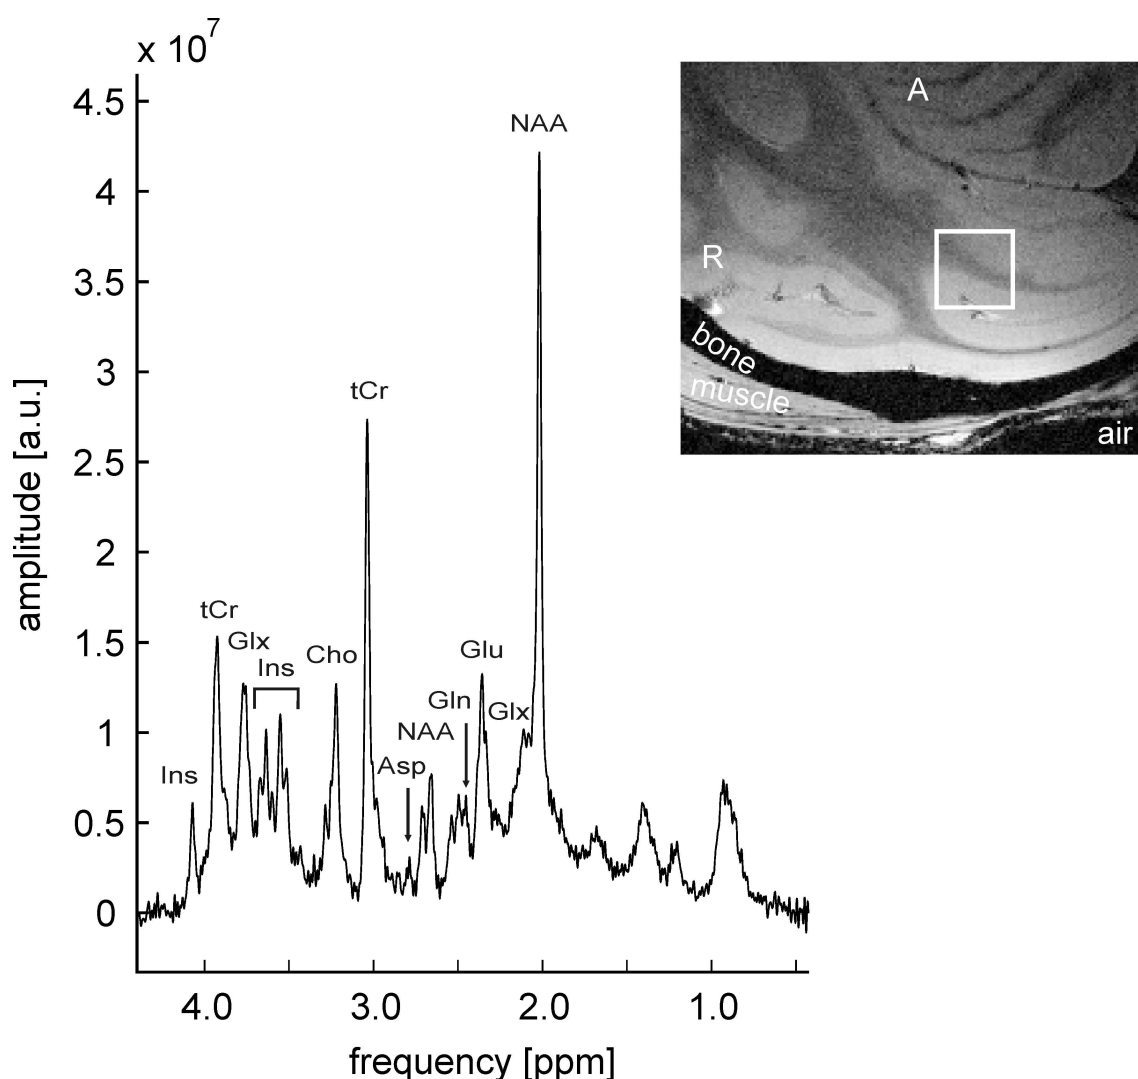 x 10⁷
4.5
4
3.5
3
2.5
2
1.5
1
0.5
0
amplitude [a.u.]
NAA
tCr
tCr
Glx
Ins
Cho
Glu
Gln
Glx
NAA
Asp
Ins
4.0
3.0
2.0
1.0
frequency [ppm]
A
R
bone
muscle
air